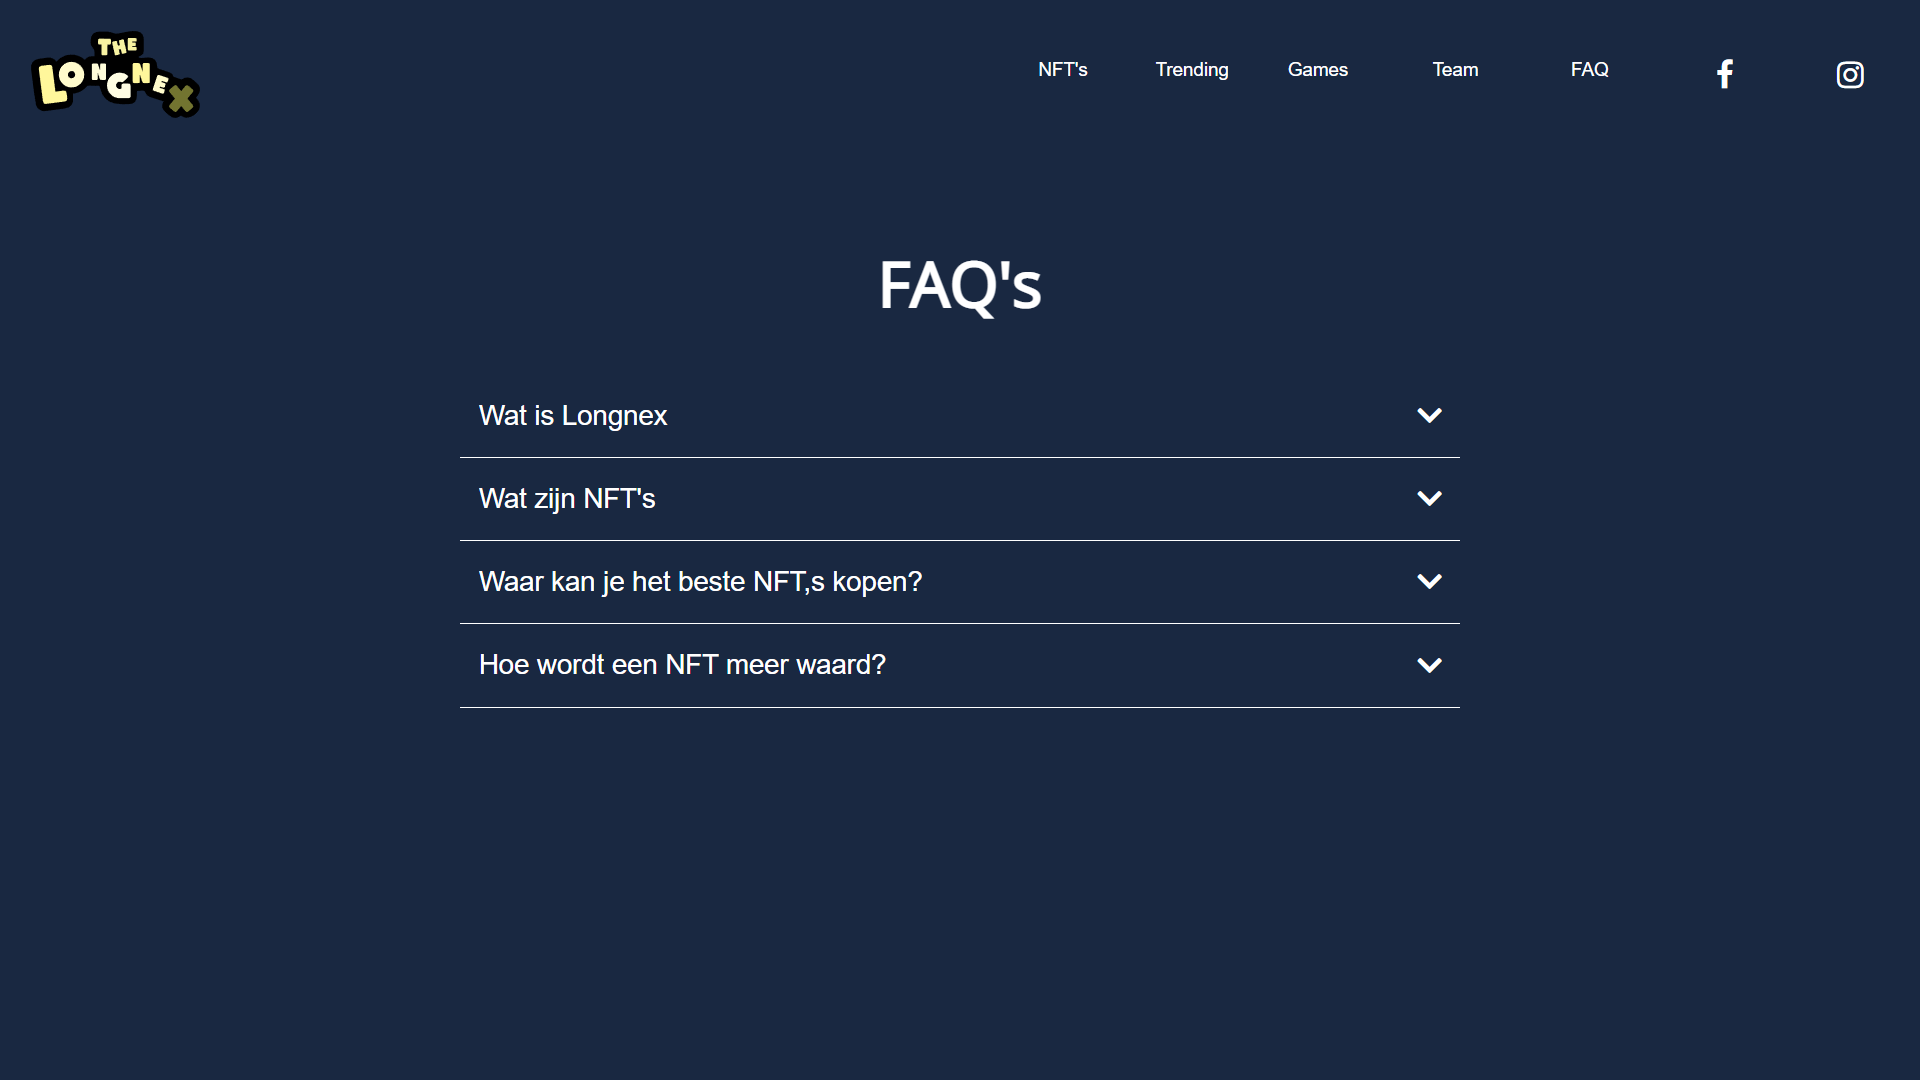 THE
LONGNEX
NFT's Trending Games Team FAQ
FAQ's
Wat is Longnex
Wat zijn NFT's
Waar kan je het beste NFT,s kopen?
Hoe wordt een NFT meer waard?